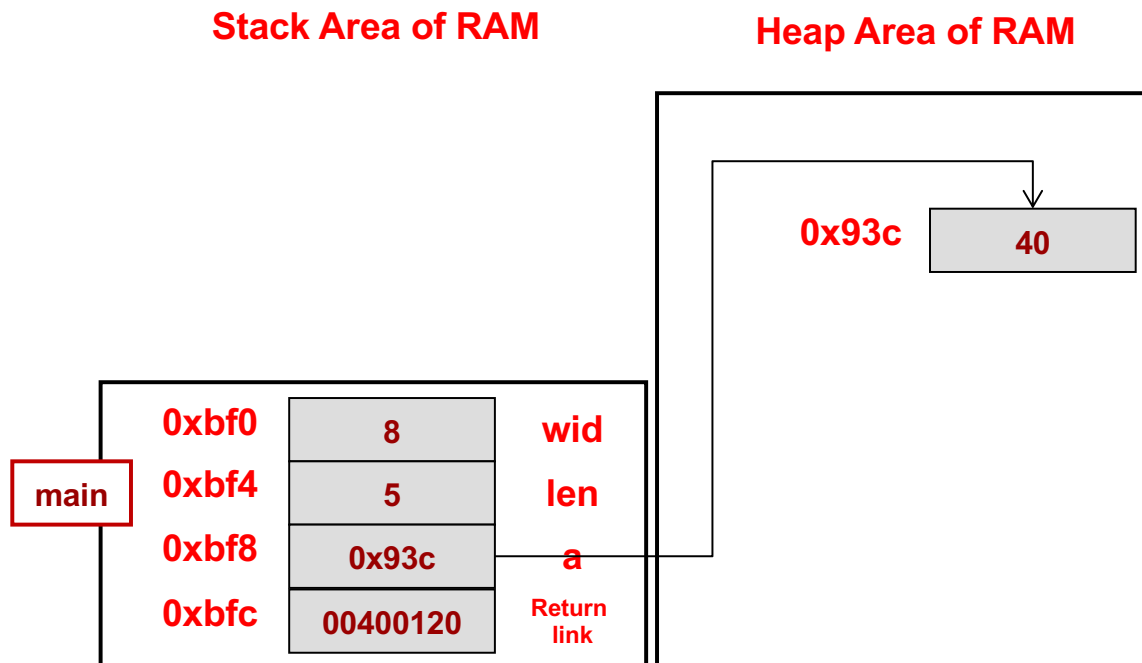 Stack Area of RAM
Heap Area of RAM
0x93c
40
0xbf0
8
wid
main
0xbf4
5
len
0xbf8
0x93c
a
0xbfc
00400120
Return
link